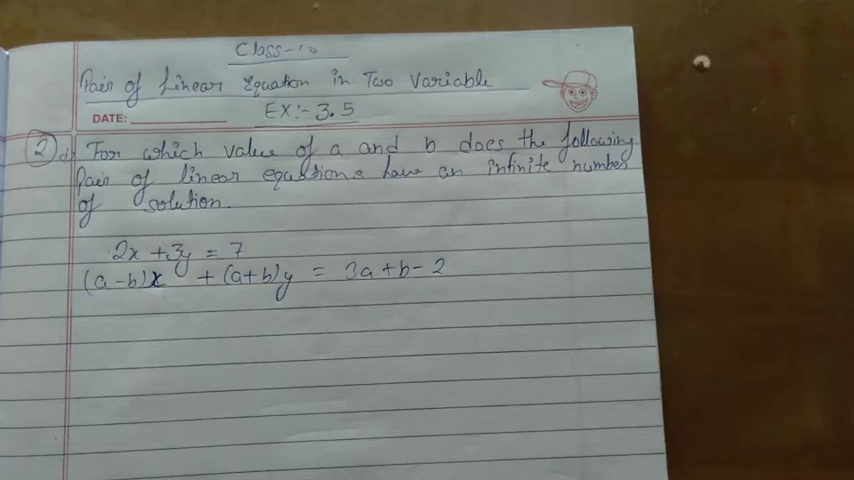 Class-10
Pair of Linear Equation in Two Variable
DATE: EX:- 3.5
2 For which value of a and b does the following
Pair of linear equations have an infinite number
of solution.
2x + 3y = 7
(a-b)x + (a+b)y = 3a+b-2